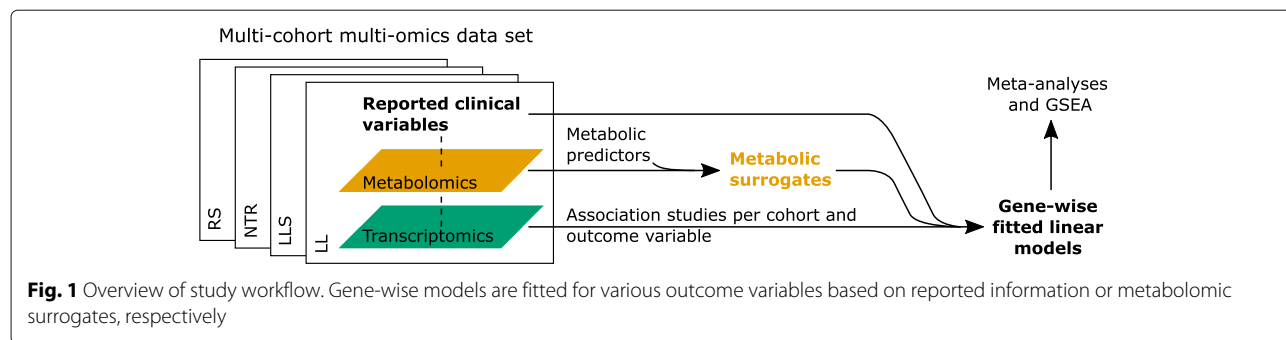 Multi-cohort multi-omics data set
RS
NTR
LLS
LL
Reported clinical
variables
Metabolomics
Transcriptomics
Metabolic
predictors
Metabolic
surrogates
Association studies per cohort and
outcome variable
Meta-analyses
and GSEA
Gene-wise
fitted linear
models
Fig. 1 Overview of study workflow. Gene-wise models are fitted for various outcome variables based on reported information or metabolomic
surrogates, respectively